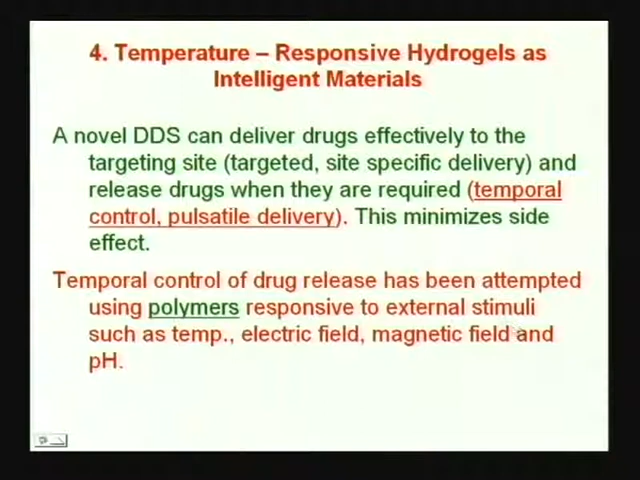 4. Temperature – Responsive Hydrogels as
Intelligent Materials
A novel DDS can deliver drugs effectively to the
targeting site (targeted, site specific delivery) and
release drugs when they are required (temporal
control, pulsatile delivery). This minimizes side
effect.
Temporal control of drug release has been attempted
using polymers responsive to external stimuli
such as temp., electric field, magnetic field and
pH.